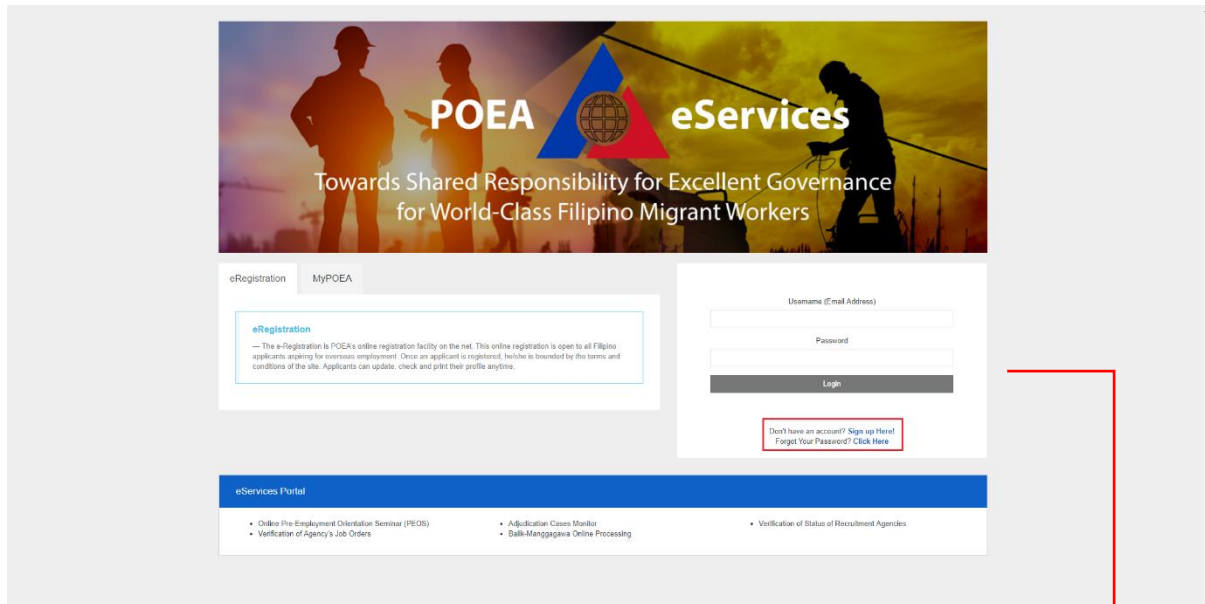 POEA eServices
Towards Shared Responsibility for Excellent Governance
for World-Class Filipino Migrant Workers
eRegistration
MyPOEA
eRegistration
— The e-Registration is POEA's online registration facility on the net. This online registration is open to all Filipino
applicants aspiring for overseas employment. Once an applicant is registered, he/she is bounded by the terms and
conditions of the site. Applicants can update, check and print their profile anytime.
Username (Email Address)
Password
Login
Don't have an account? Sign up Here!
Forgot Your Password? Click Here
eServices Portal
• Online Pre-Employment Orientation Seminar (PEOS)
• Verification of Agency's Job Orders
• Adjudication Cases Monitor
• Balik-Manggagawa Online Processing
• Verification of Status of Recruitment Agencies